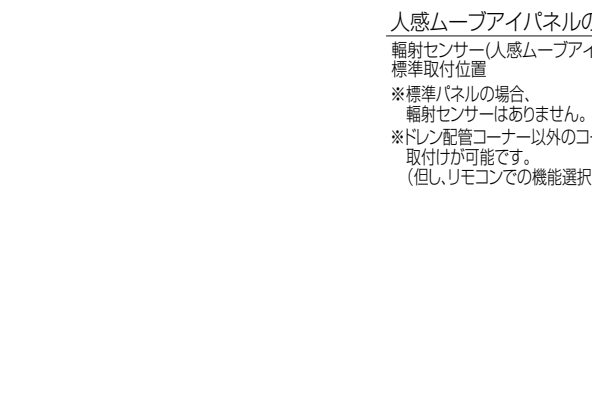 人感ムーブアイパネルの
輻射センサー(人感ムーブアイ
標準取付位置
※標準パネルの場合、
輻射センサーはありません。
※ドレン配管コーナー以外のコー
取付けが可能です。
(但し、リモコンでの機能選択